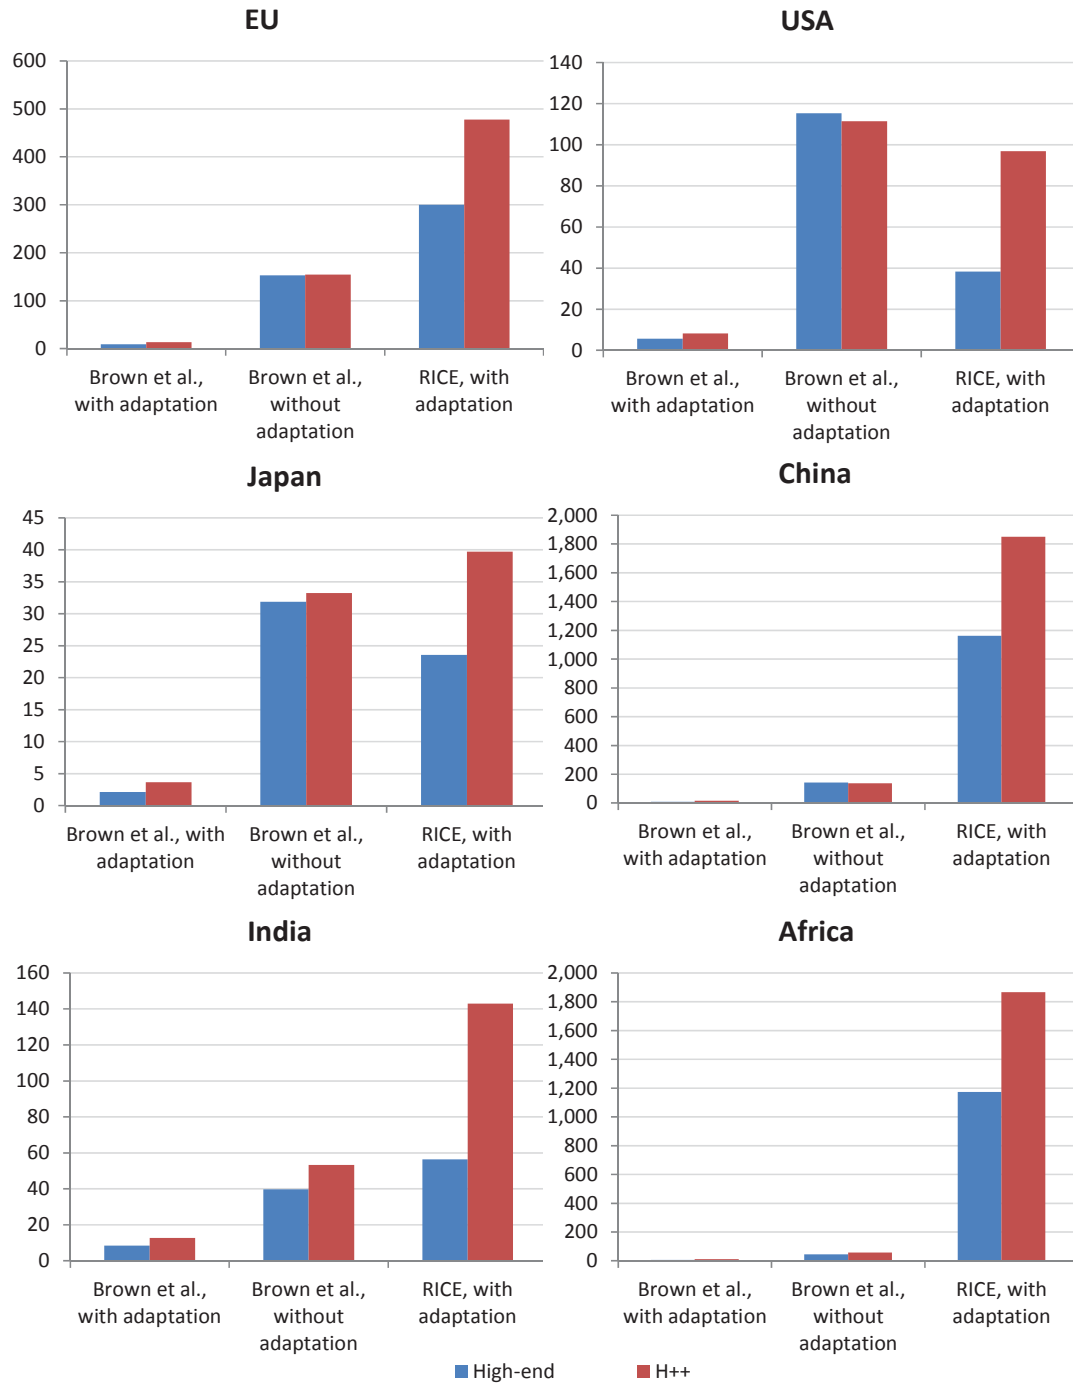 EU
600
500
400
300
200
100
0
Brown et al.,
with adaptation
Brown et al.,
without
adaptation
RICE, with
adaptation
USA
140
120
100
80
60
40
20
0
Brown et al.,
with adaptation
Brown et al.,
without
adaptation
RICE, with
adaptation
Japan
45
40
35
30
25
20
15
10
5
0
Brown et al., with
adaptation
Brown et al.,
without
adaptation
RICE, with
adaptation
China
2,000
1,800
1,600
1,400
1,200
1,000
800
600
400
200
0
Brown et al.,
with adaptation
Brown et al.,
without
adaptation
RICE, with
adaptation
India
160
140
120
100
80
60
40
20
0
Brown et al.,
with adaptation
Brown et al.,
without
adaptation
RICE, with
adaptation
Africa
2,000
1,800
1,600
1,400
1,200
1,000
800
600
400
200
0
Brown et al.,
with adaptation
Brown et al.,
without
adaptation
RICE, with
adaptation
High-end
H++